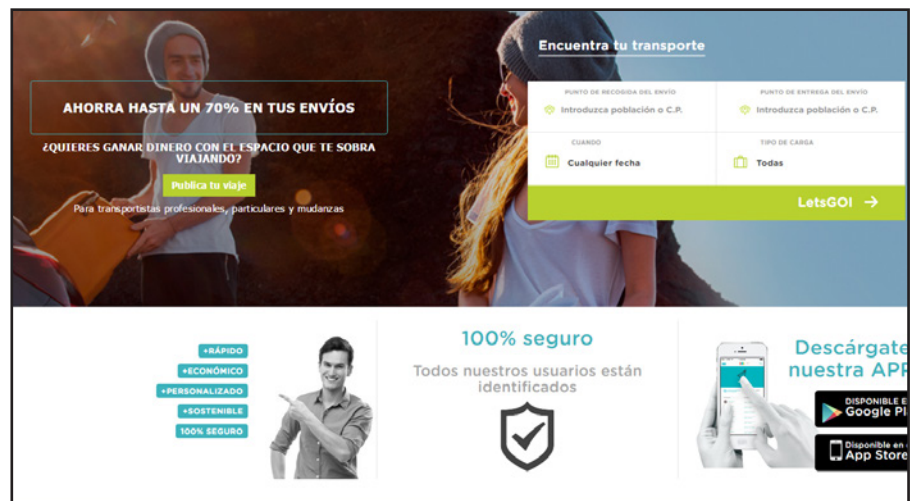 AHORRA HASTA UN 70% EN TUS ENVÍOS
¿QUIERES GANAR DINERO CON EL ESPACIO QUE TE SOBRA
VIAJANDO?
Publica tu viaje
Para transportistas profesionales, particulares y mudanzas
Encuentra tu transporte
PUNTO DE RECOGIDA DEL ENVÍO
Introduzca población o C.P.
PUNTO DE ENTREGA DEL ENVÍO
Introduzca población o C.P.
CUANDO
Cualquier fecha
TIPO DE CARGA
Todas
LetsGO! →
+RÁPIDO
+ECONÓMICO
+PERSONALIZADO
+SOSTENIBLE
100% SEGURO
100% seguro
Todos nuestros usuarios están
identificados
Descárgate
nuestra APP
DISPONIBLE E
Google Pl
Disponible en
App Store